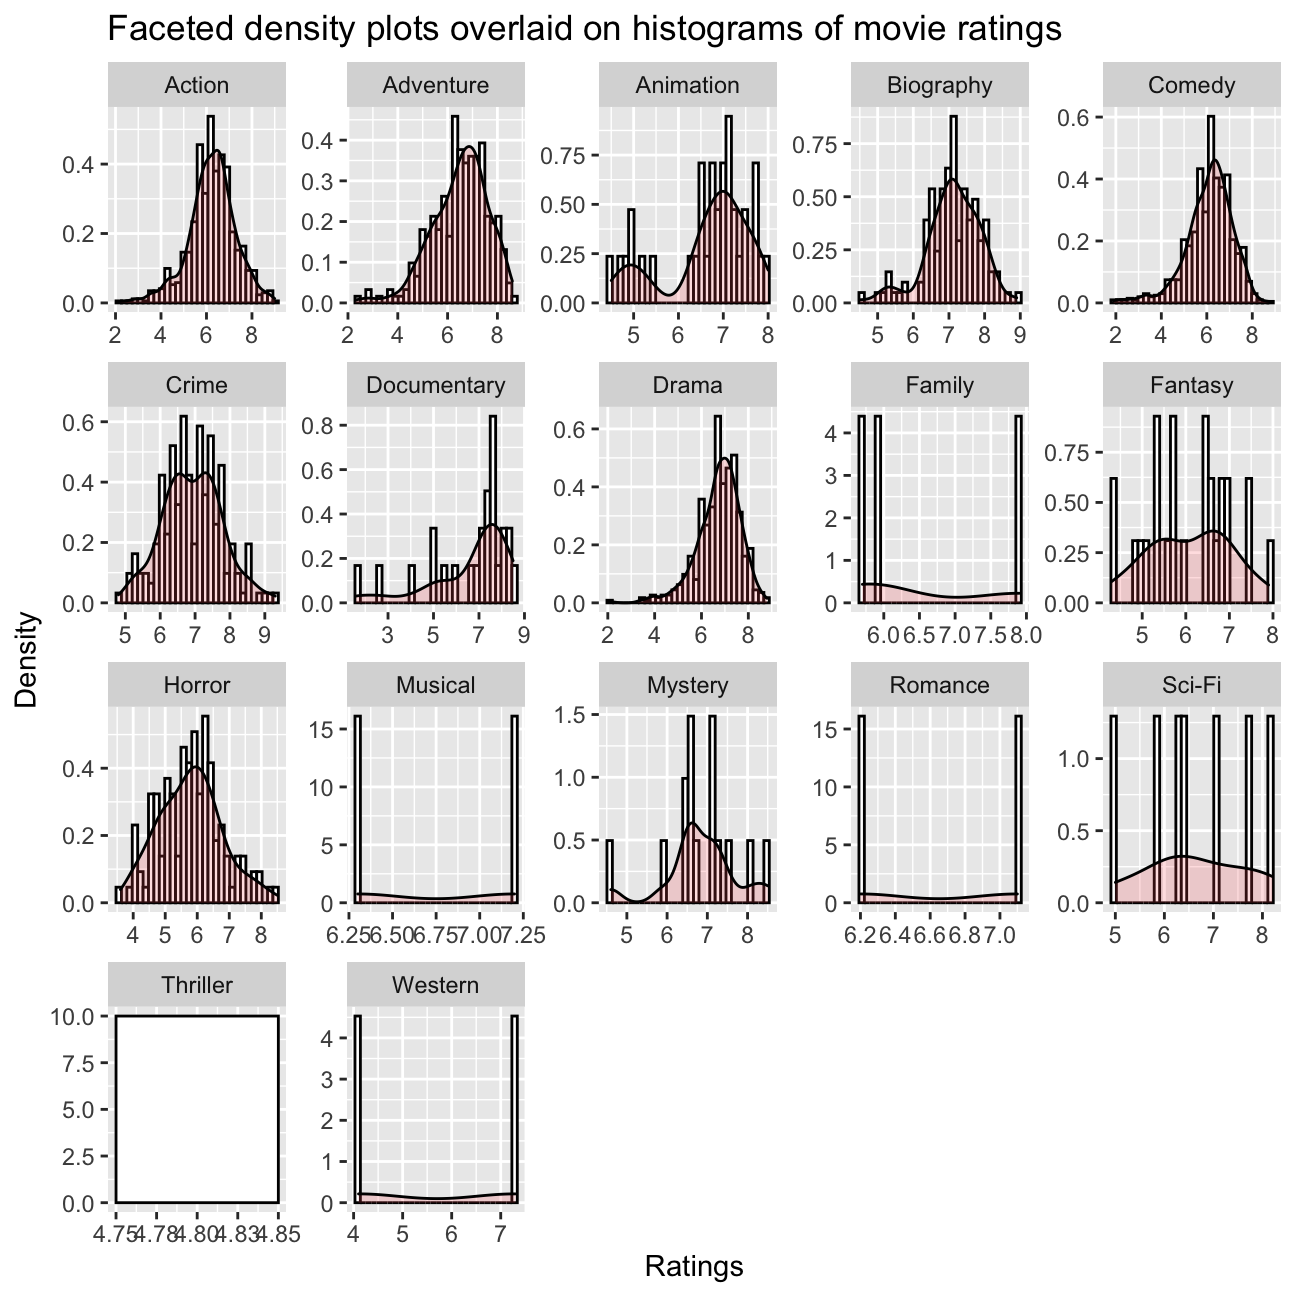 Faceted density plots overlaid on histograms of movie ratings
Action Adventure Animation Biography Comedy
0.4 0.2 0.0
2 4 6 8
0.4 0.3 0.2 0.1 0.0
2 4 6 8
0.75 0.50 0.25 0.00
5 6 7 8
0.75 0.50 0.25 0.00
5 6 7 8 9
0.6 0.4 0.2 0.0
2 4 6 8
Crime Documentary Drama Family Fantasy
0.6 0.4 0.2 0.0
5 6 7 8 9
0.8 0.6 0.4 0.2 0.0
3 5 7 9
0.6 0.4 0.2 0.0
2 4 6 8
4 3 2 1 0
6.0 6.5 7.0 7.5 8.0
0.75 0.50 0.25 0.00
5 6 7 8
Density
Horror Musical Mystery Romance Sci-Fi
0.4 0.2 0.0
4 5 6 7 8
15 10 5 0
6.25 6.50 6.75 7.00 7.25
1.5 1.0 0.5 0.0
5 6 7 8
15 10 5 0
6.2 6.4 6.6 6.8 7.0
1.0 0.5 0.0
5 6 7 8
Thriller Western
10.0 7.5 5.0 2.5 0.0
4.75 4.78 4.80 4.83 4.85
4 3 2 1 0
4 5 6 7
Ratings